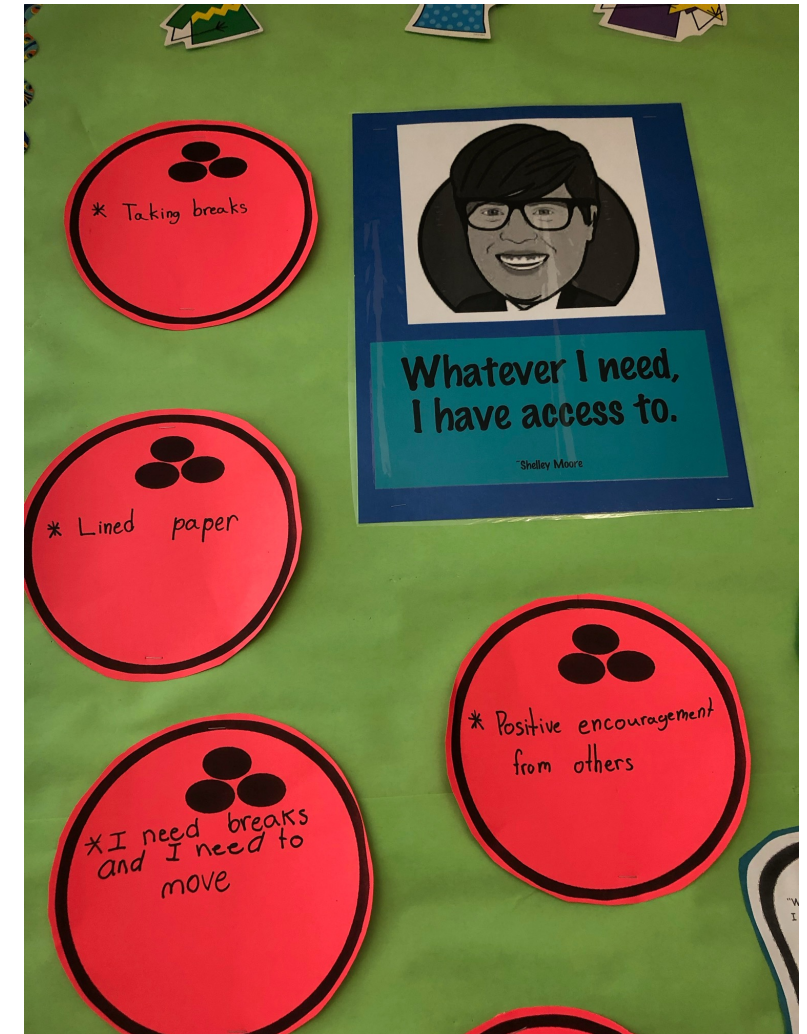 * Taking breaks
Whatever I need,
I have access to.
~Shelley Moore
* Lined paper
* Positive encouragement
from others
* I need breaks
and I need to
move
"W
I